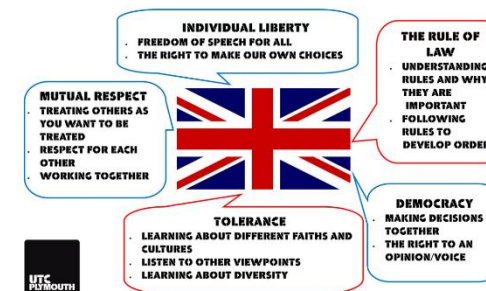 INDIVIDUAL LIBERTY
. FREEDOM OF SPEECH FOR ALL
. THE RIGHT TO MAKE OUR OWN CHOICES
THE RULE OF
LAW
. UNDERSTANDING
RULES AND WHY
THEY ARE
IMPORTANT
. FOLLOWING
RULES TO
DEVELOP ORDER
MUTUAL RESPECT
. TREATING OTHERS AS
YOU WANT TO BE
TREATED
. RESPECT FOR EACH
OTHER
. WORKING TOGETHER
DEMOCRACY
. MAKING DECISIONS
TOGETHER
. THE RIGHT TO AN
OPINION/VOICE
TOLERANCE
. LEARNING ABOUT DIFFERENT FAITHS AND
CULTURES
. LISTEN TO OTHER VIEWPOINTS
. LEARNING ABOUT DIVERSITY
UTC
PLYMOUTH